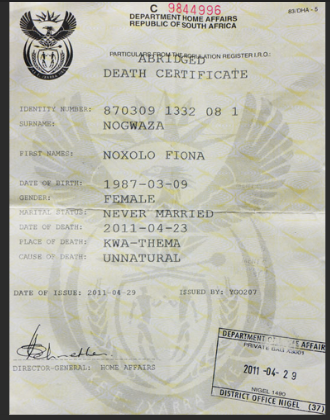 C 9844996
83/DHA - 5
DEPARTMENT HOME AFFAIRS
REPUBLIC OF SOUTH AFRICA
PARTICULARS FROM THE POPULATION REGISTER I.R.O.:
ABRIDGED
DEATH CERTIFICATE
IDENTITY NUMBER: 870309 1332 08 1
SURNAME: NOGWAZA
FIRST NAMES: NOXOLO FIONA
DATE OF BIRTH: 1987-03-09
GENDER: FEMALE
MARITAL STATUS: NEVER MARRIED
DATE OF DEATH: 2011-04-23
PLACE OF DEATH: KWA-THEMA
CAUSE OF DEATH: UNNATURAL
DATE OF ISSUE: 2011-04-29 ISSUED BY: YGO207
DIRECTOR-GENERAL: HOME AFFAIRS
DEPARTMENT HOME AFFAIRS
PRIVATE BAG
2011 -04- 29
NIGEL 1490
DISTRICT OFFICE NIGEL (37)